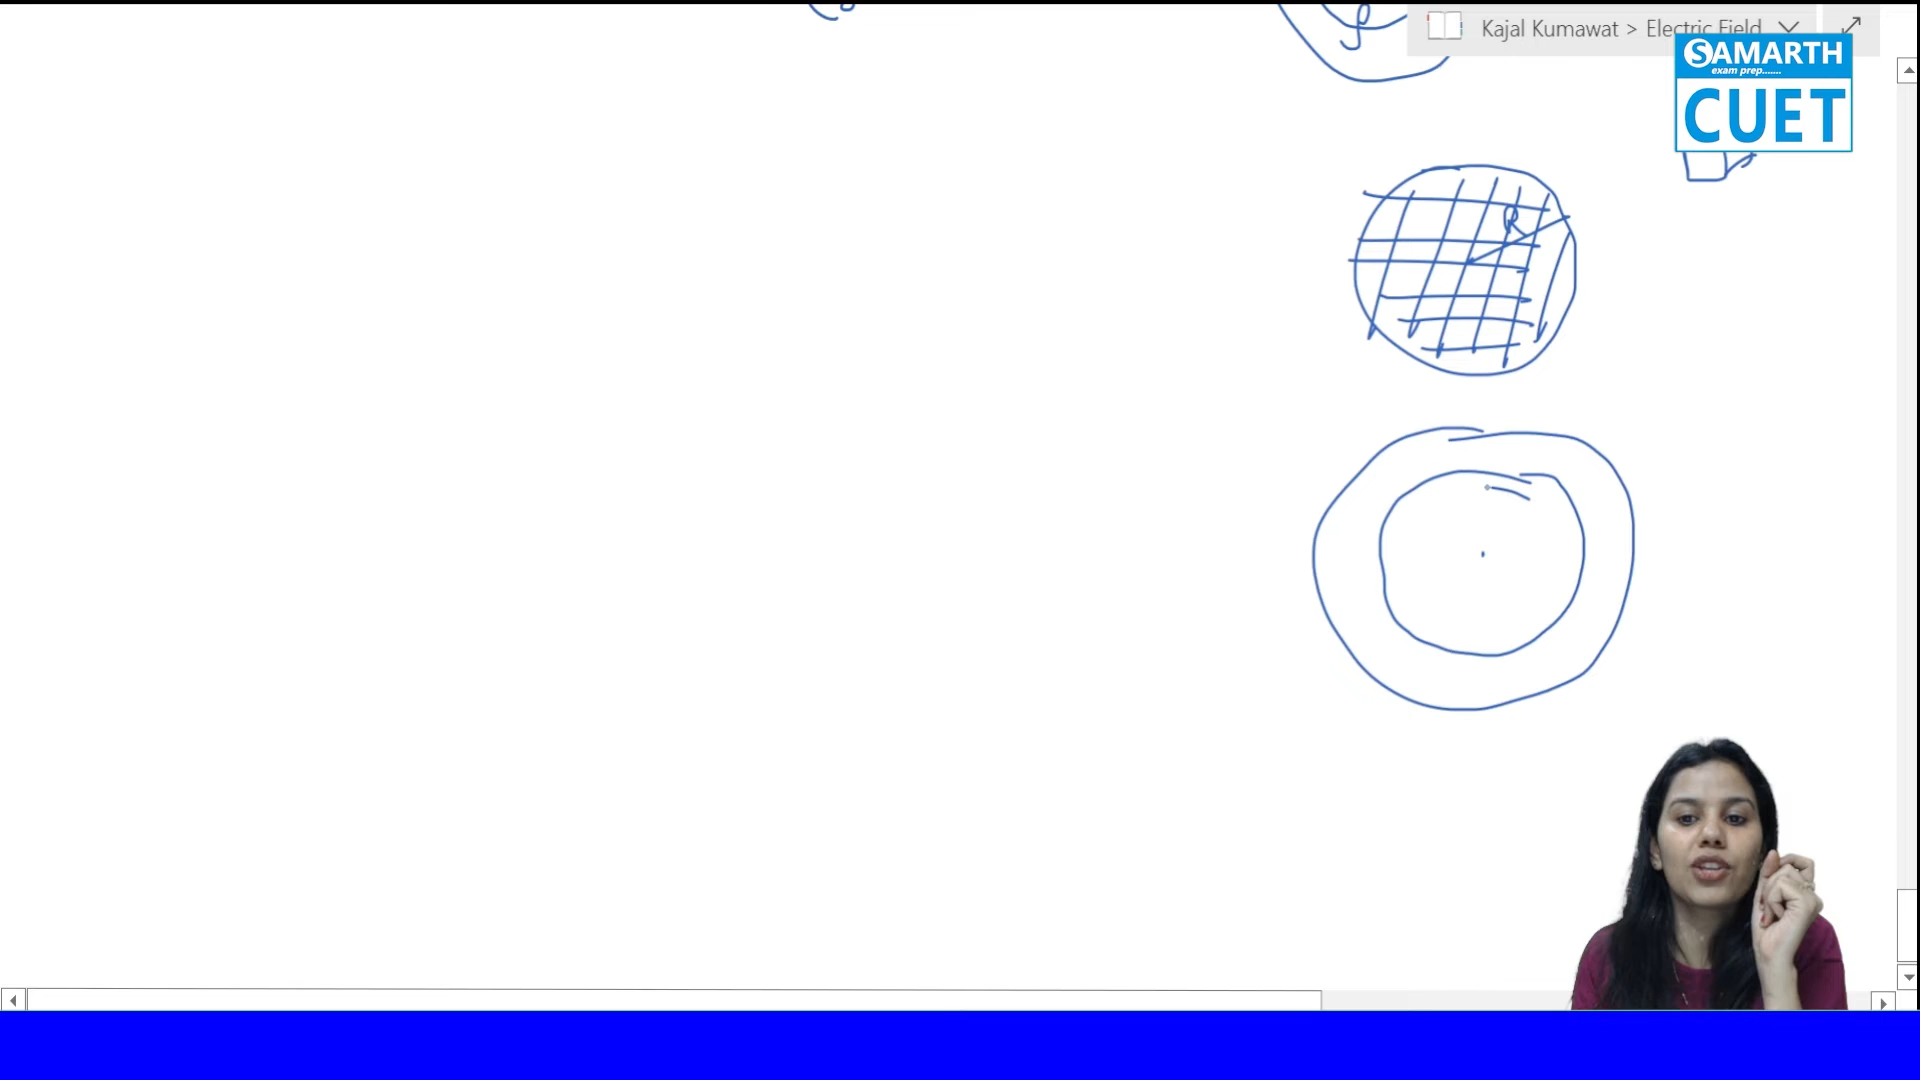 Kajal Kumawat > Electric Field
SAMARTH
exam prep.......
CUET
R